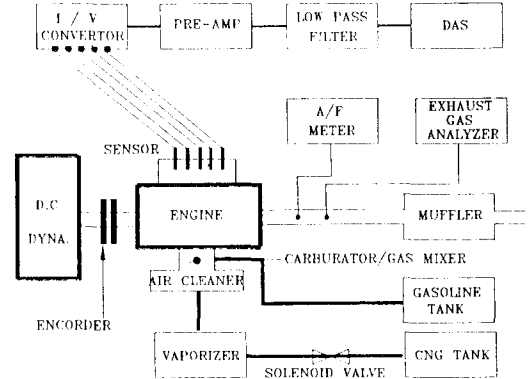 I / V
CONVERTOR
PRE-AMP
LOW PASS
FILTER
DAS
A/F
METER
EXHAUST
GAS
ANALYZER
SENSOR
D.C
DYNA.
ENGINE
MUFFLER
CARBURATOR/GAS MIXER
AIR CLEANER
GASOLINE
TANK
ENCORDER
VAPORIZER
SOLENOID VALVE
CNG TANK